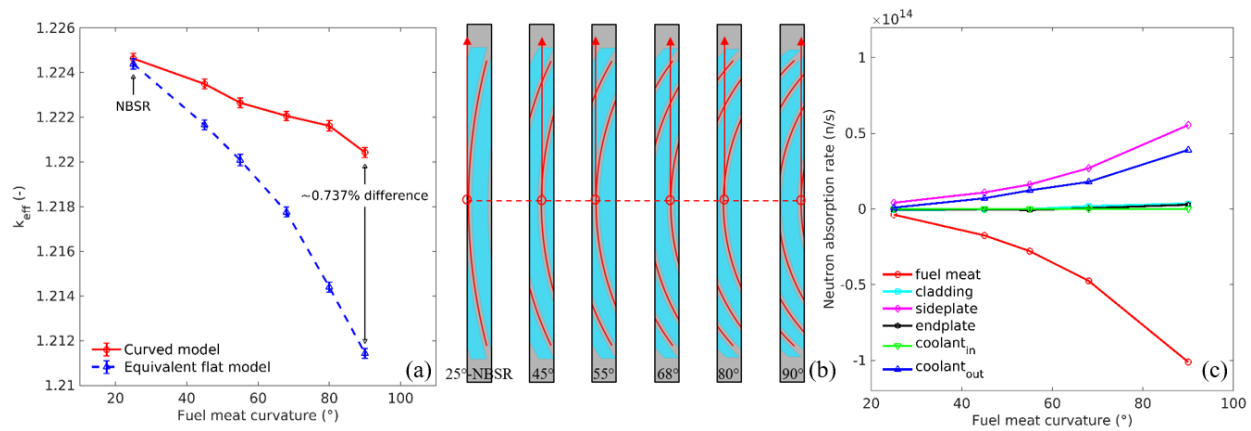 1.226
1.224
1.222
1.22
1.218
1.216
1.214
1.212
1.21
k_eff (-)
NBSR
~0.737% difference
Curved model
Equivalent flat model
(a)
20 40 60 80 100
Fuel meat curvature (°)
25°-NBSR 45° 55° 68° 80° 90°
(b)
×10^14
1
0.5
0
-0.5
-1
Neutron absorption rate (n/s)
fuel meat
cladding
sideplate
endplate
coolant_in
coolant_out
(c)
20 40 60 80 100
Fuel meat curvature (°)